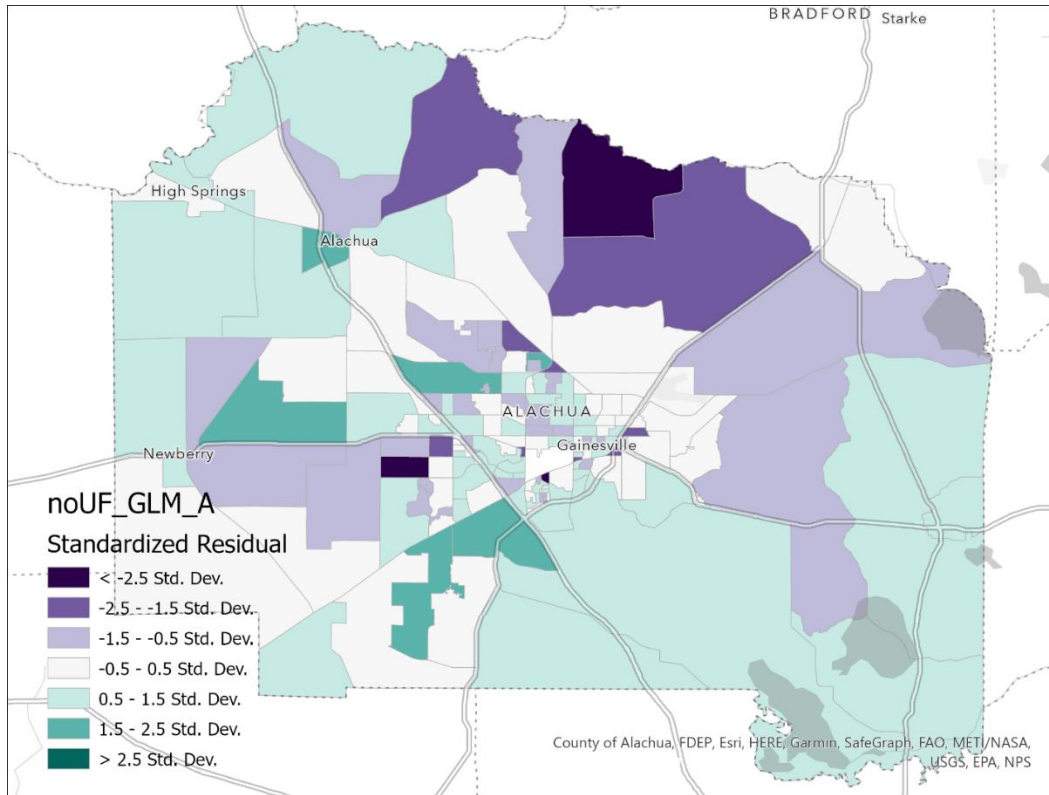 BRADFORD
Starke
High Springs
Alachua
ALACHUA
Gainesville
Newberry
noUF_GLM_A
Standardized Residual
< -2.5 Std. Dev.
-2.5 - -1.5 Std. Dev.
-1.5 - -0.5 Std. Dev.
-0.5 - 0.5 Std. Dev.
0.5 - 1.5 Std. Dev.
1.5 - 2.5 Std. Dev.
> 2.5 Std. Dev.
County of Alachua, FDEP, Esri, HERE, Garmin, SafeGraph, FAO, METI/NASA,
USGS, EPA, NPS